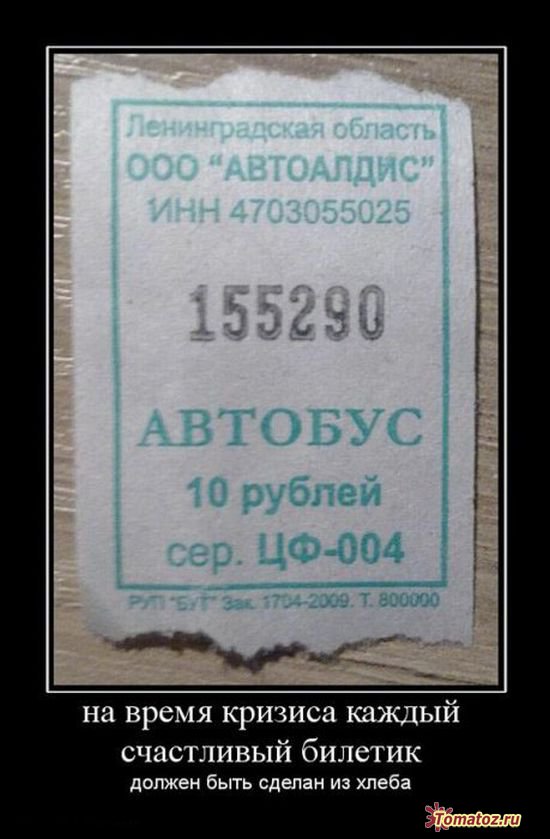 Ленинградская область
ООО "АВТОАЛДИС"
ИНН 4703055025
155290
АВТОБУС
10 рублей
сер. ЦФ-004
РУП "БУТ" Зак. 1704-2009. Т. 800000
на время кризиса каждый
счастливый билетик
должен быть сделан из хлеба
Tomatoz.ru